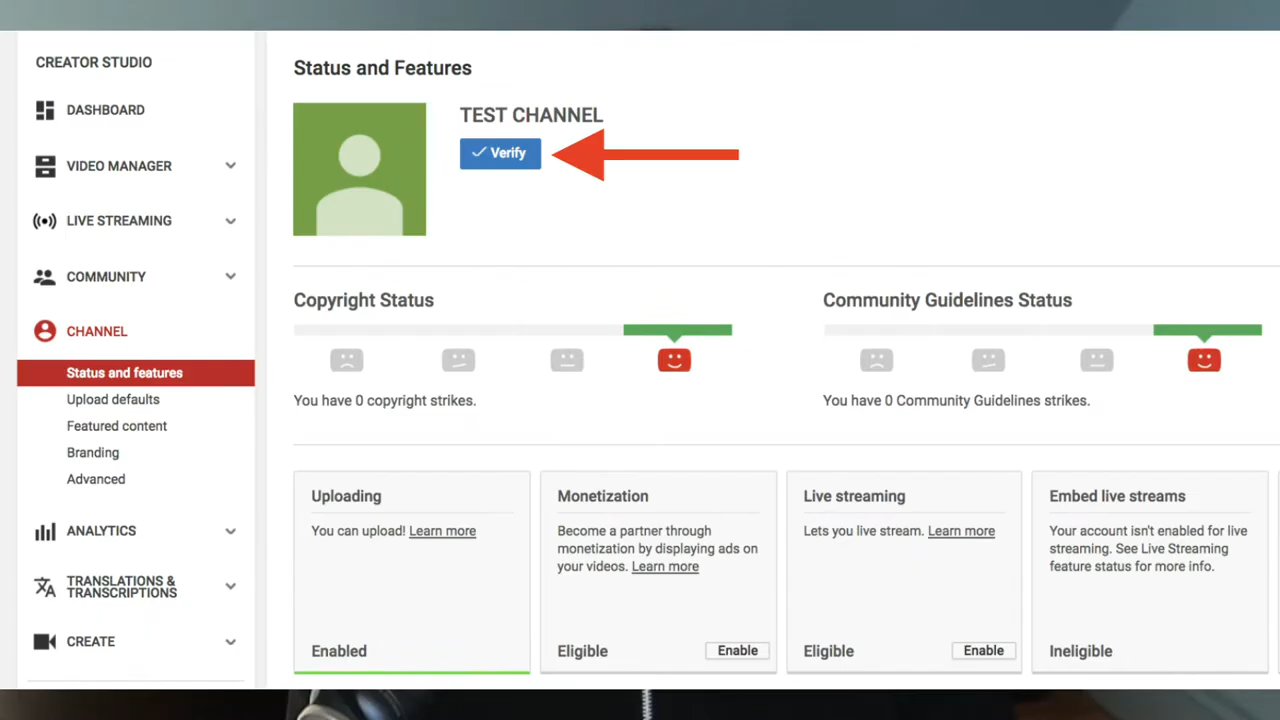 CREATOR STUDIO
DASHBOARD
VIDEO MANAGER
LIVE STREAMING
COMMUNITY
CHANNEL
Status and features
Upload defaults
Featured content
Branding
Advanced
ANALYTICS
TRANSLATIONS &
TRANSCRIPTIONS
CREATE
Status and Features
TEST CHANNEL
Verify
Copyright Status
You have 0 copyright strikes.
Community Guidelines Status
You have 0 Community Guidelines strikes.
Uploading
You can upload! Learn more
Enabled
Monetization
Become a partner through
monetization by displaying ads on
your videos. Learn more
Eligible
Enable
Live streaming
Lets you live stream. Learn more
Eligible
Enable
Embed live streams
Your account isn't enabled for live
streaming. See Live Streaming
feature status for more info.
Ineligible